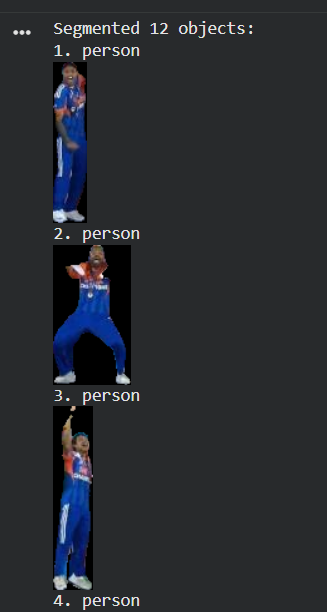 Segmented 12 objects:
1. person
2. person
3. person
4. person